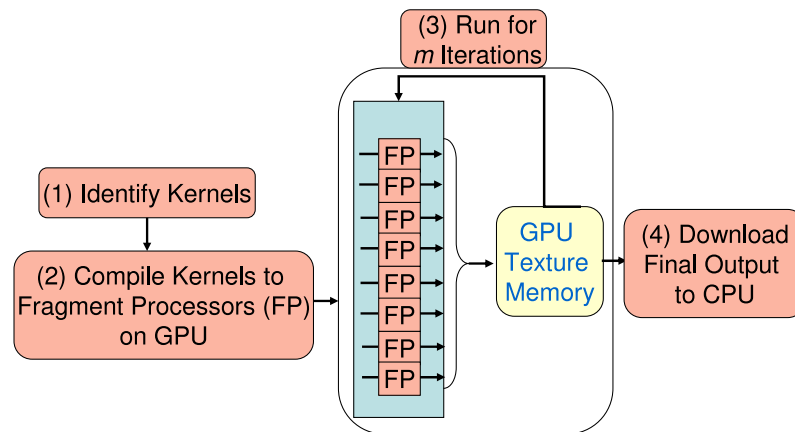 (3) Run for
m Iterations
(1) Identify Kernels
(2) Compile Kernels to
Fragment Processors (FP)
on GPU
FP
FP
FP
FP
FP
FP
FP
FP
GPU
Texture
Memory
(4) Download
Final Output
to CPU